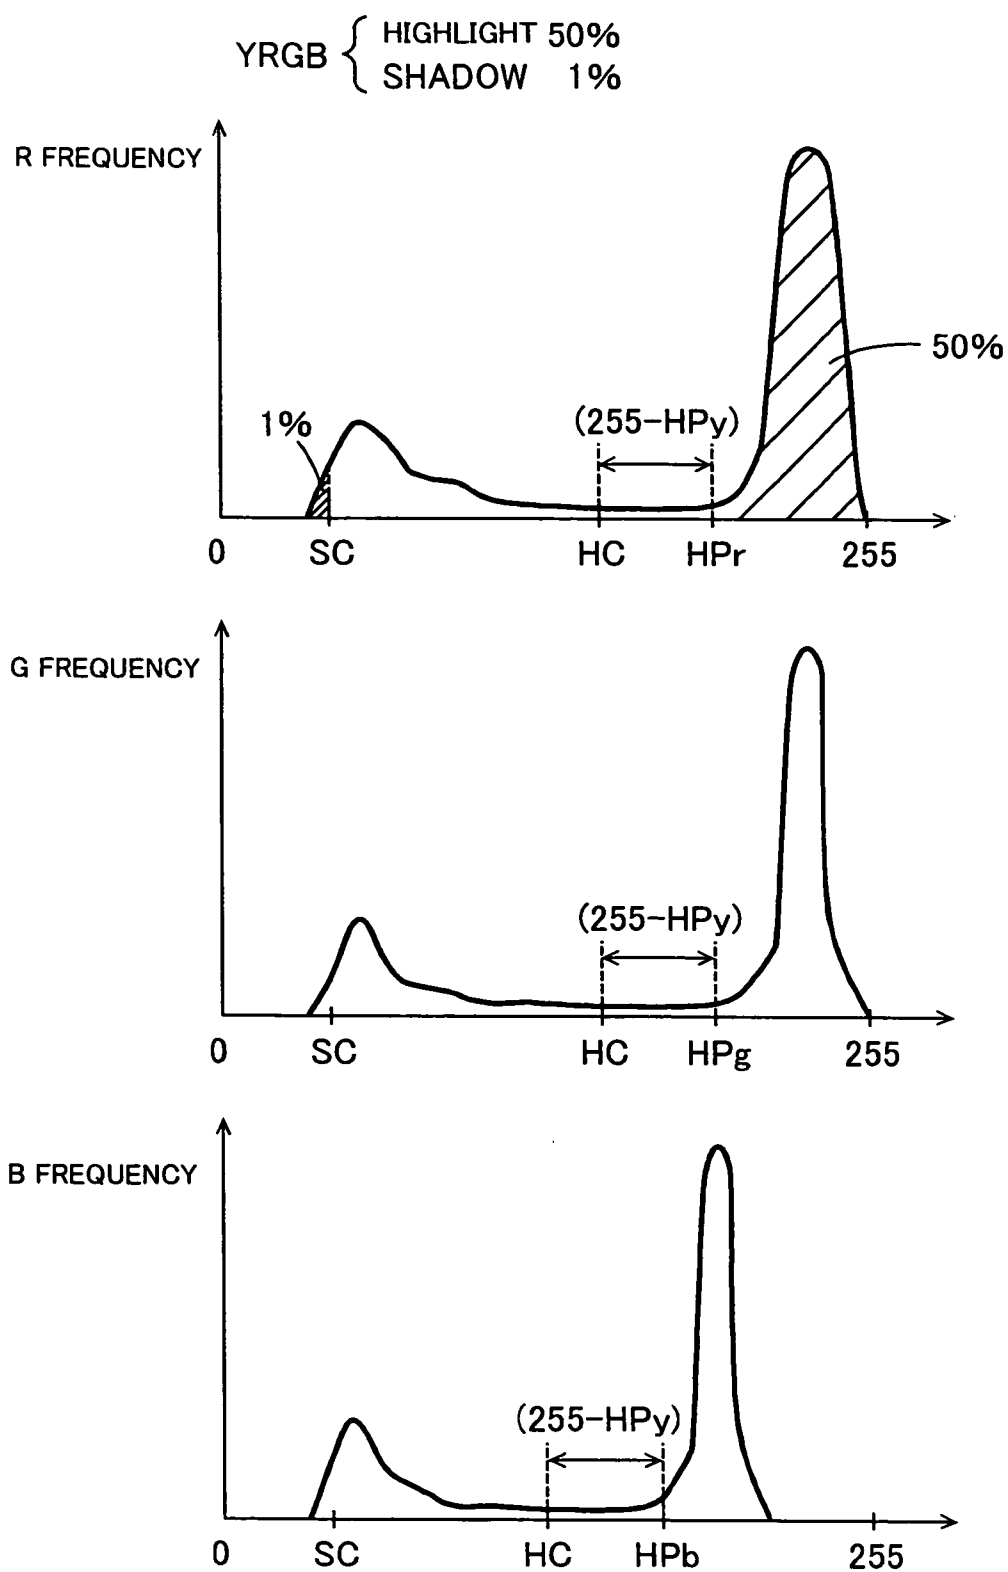 YRGB { HIGHLIGHT 50%
SHADOW 1%
R FREQUENCY
50%
1%
(255-HPy)
0 SC HC HPr 255
G FREQUENCY
(255-HPy)
0 SC HC HPg 255
B FREQUENCY
(255-HPy)
0 SC HC HPb 255